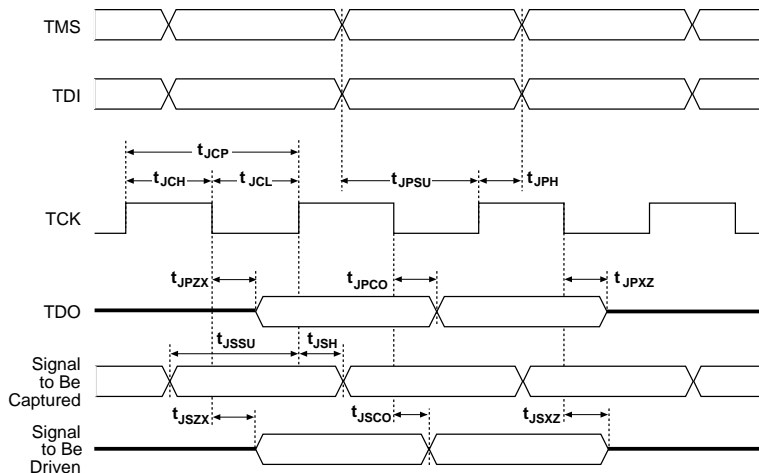 TMS
TDI
tJCP
tJCH
tJCL
tJPSU
tJPH
TCK
tJPZX
tJPCO
tJPXZ
TDO
tJSSU
tJSH
Signal
to Be
Captured
tJSZX
tJSCO
tJSXZ
Signal
to Be
Driven